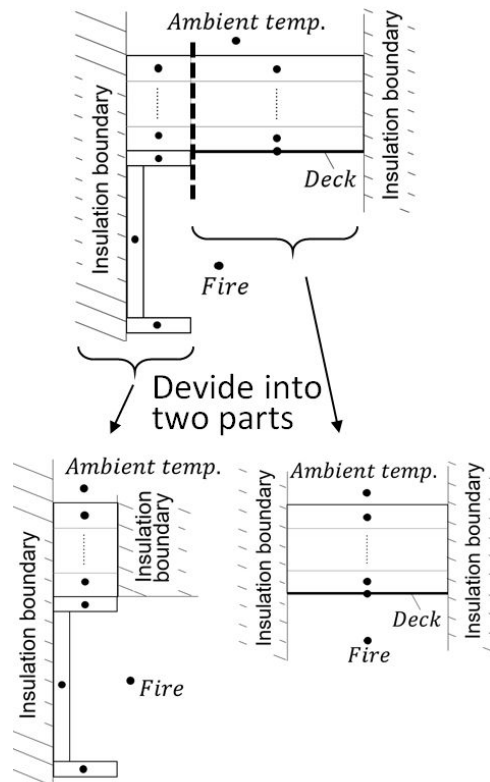 Ambient temp.
Insulation boundary
Insulation boundary
Deck
Fire
Devide into
two parts
Ambient temp.
Insulation boundary
Insulation
boundary
Fire
Ambient temp.
Insulation boundary
Insulation boundary
Deck
Fire